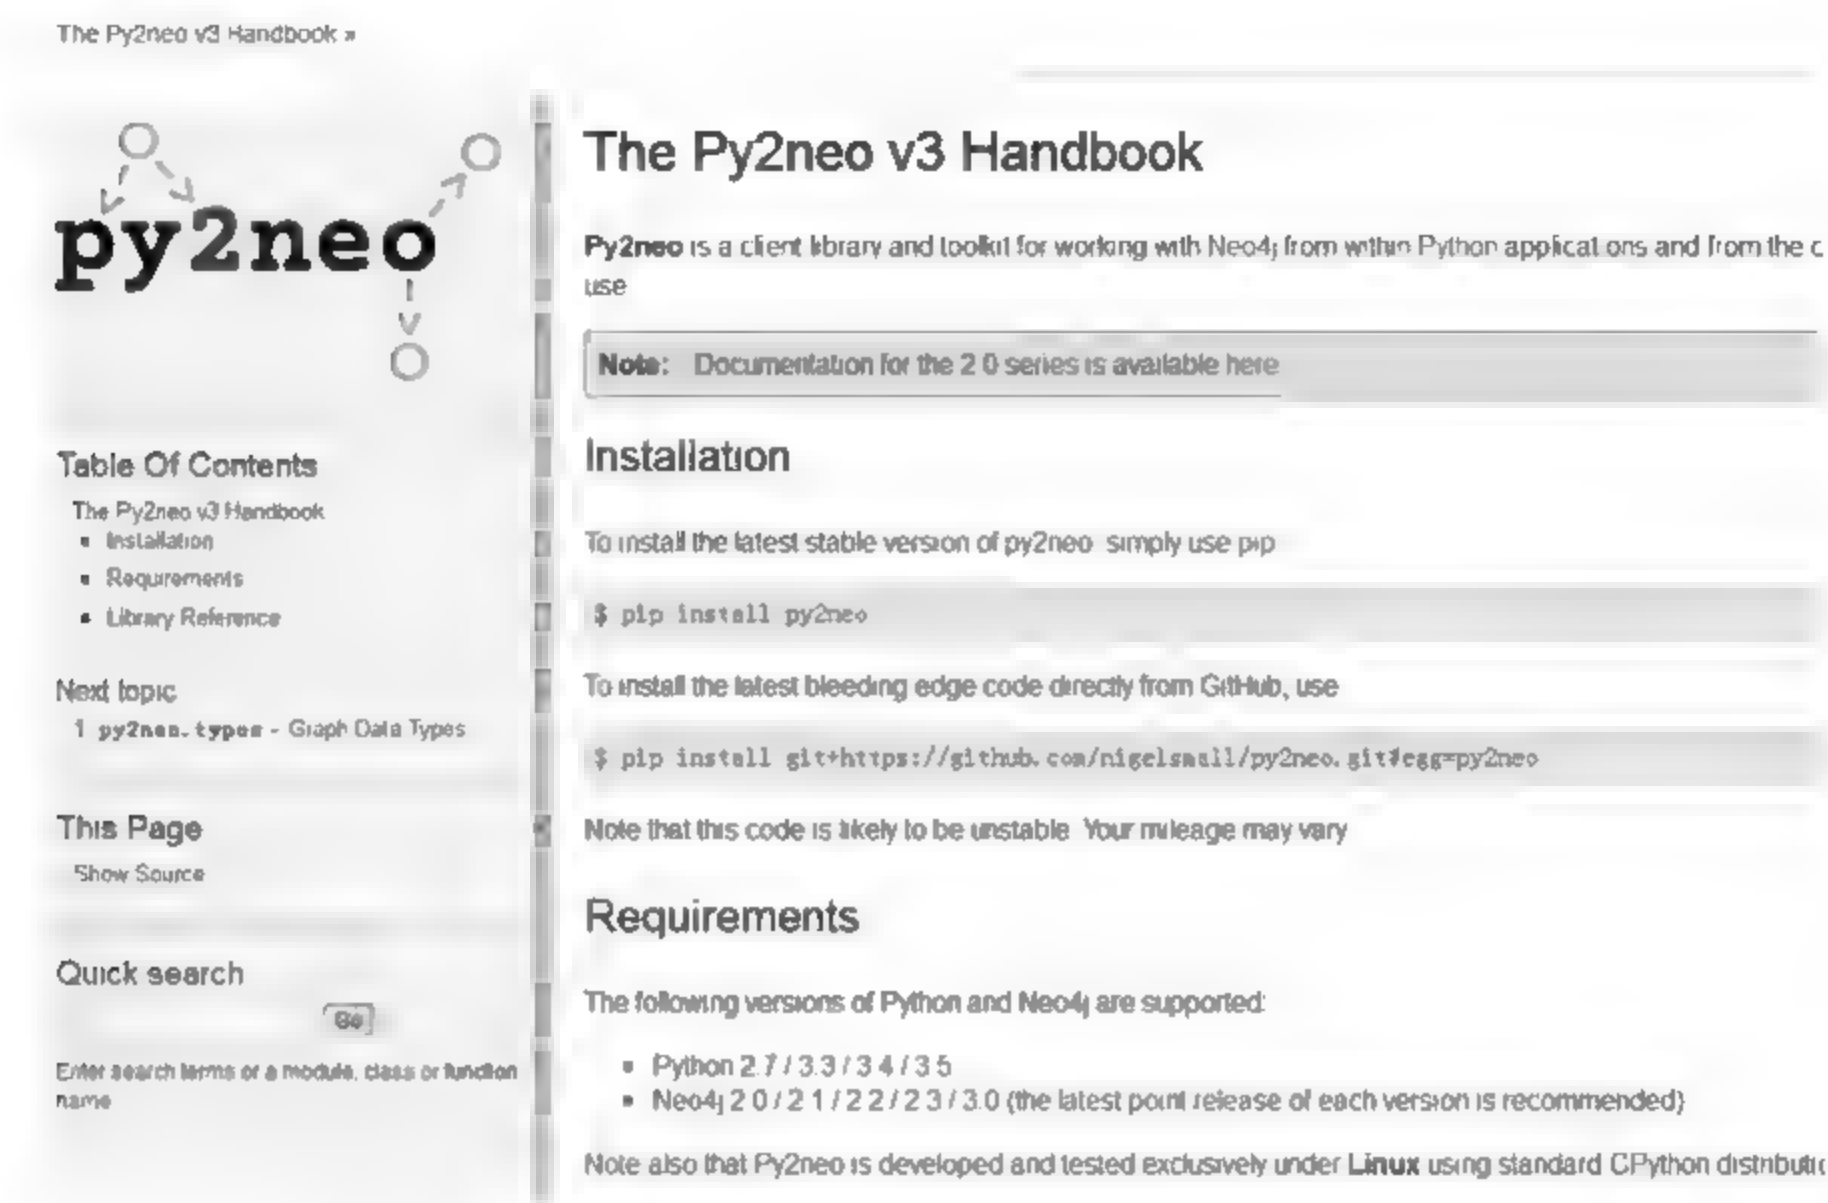 The Py2neo v3 Handbook »
py2neo
Table Of Contents
The Py2neo v3 Handbook
Installation
Requirements
Library Reference
Next topic
1 py2neo.types - Graph Data Types
This Page
Show Source
Quick search
Go
Enter search terms or a module, class or function
name
The Py2neo v3 Handbook
Py2neo is a client library and toolkit for working with Neo4j from within Python applications and from the
use
Note: Documentation for the 2.0 series is available here
Installation
To install the latest stable version of py2neo simply use pip
$ pip install py2neo
To install the latest bleeding edge code directly from GitHub, use
$ pip install git+https://github.com/nigelsmall/py2neo.git#egg=py2neo
Note that this code is likely to be unstable. Your mileage may vary
Requirements
The following versions of Python and Neo4j are supported:
Python 2.7 / 3.3 / 3.4 / 3.5
Neo4j 2.0 / 2.1 / 2.2 / 2.3 / 3.0 (the latest point release of each version is recommended)
Note also that Py2neo is developed and tested exclusively under Linux using standard CPython